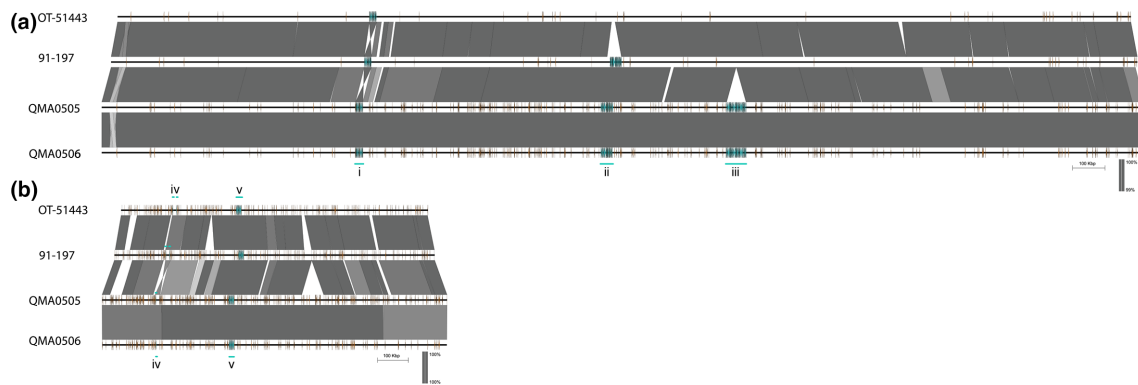 (a)
OT-51443
91-197
QMA0505
QMA0506
i
ii
iii
100 Kbp
100%
99%
(b)
iv
v
OT-51443
91-197
QMA0505
QMA0506
iv
v
100 Kbp
100%
100%